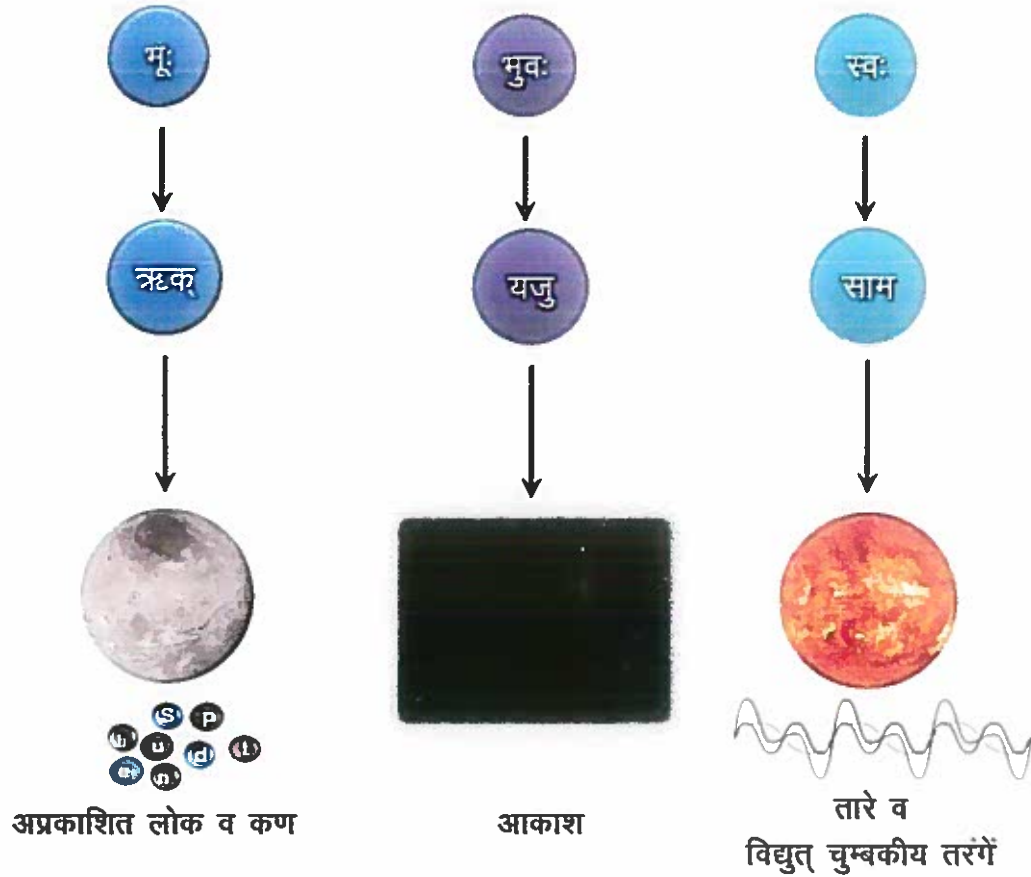 भूः
भुवः
स्वः
ऋक्
यजु
साम
S p
b u d t
e n
अप्रकाशित लोक व कण
आकाश
तारे व
विद्युत् चुम्बकीय तरंगें